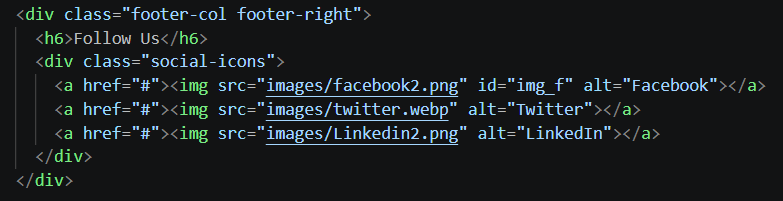 <div class="footer-col footer-right">
<h6>Follow Us</h6>
<div class="social-icons">
<a href="#"><img src="images/facebook2.png" id="img_f" alt="Facebook"></a>
<a href="#"><img src="images/twitter.webp" alt="Twitter"></a>
<a href="#"><img src="images/Linkedin2.png" alt="LinkedIn"></a>
</div>
</div>